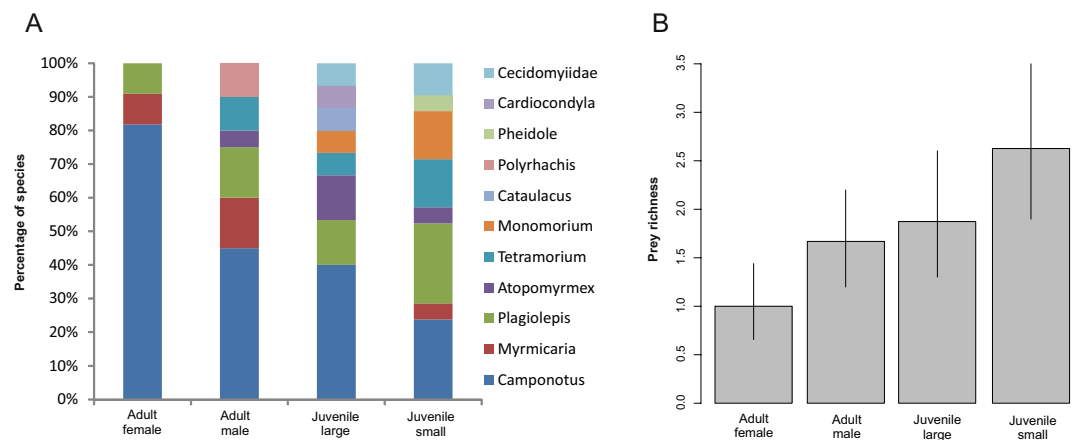 A
Percentage of species
100%
90%
80%
70%
60%
50%
40%
30%
20%
10%
0%
Adult
female
Adult
male
Juvenile
large
Juvenile
small
Cecidomyiidae
Cardiocondyla
Pheidole
Polyrhachis
Cataulacus
Monomorium
Tetramorium
Atopomyrmex
Plagiolepis
Myrmicaria
Camponotus
B
Prey richness
3.5
3.0
2.5
2.0
1.5
1.0
0.5
0.0
Adult
female
Adult
male
Juvenile
large
Juvenile
small